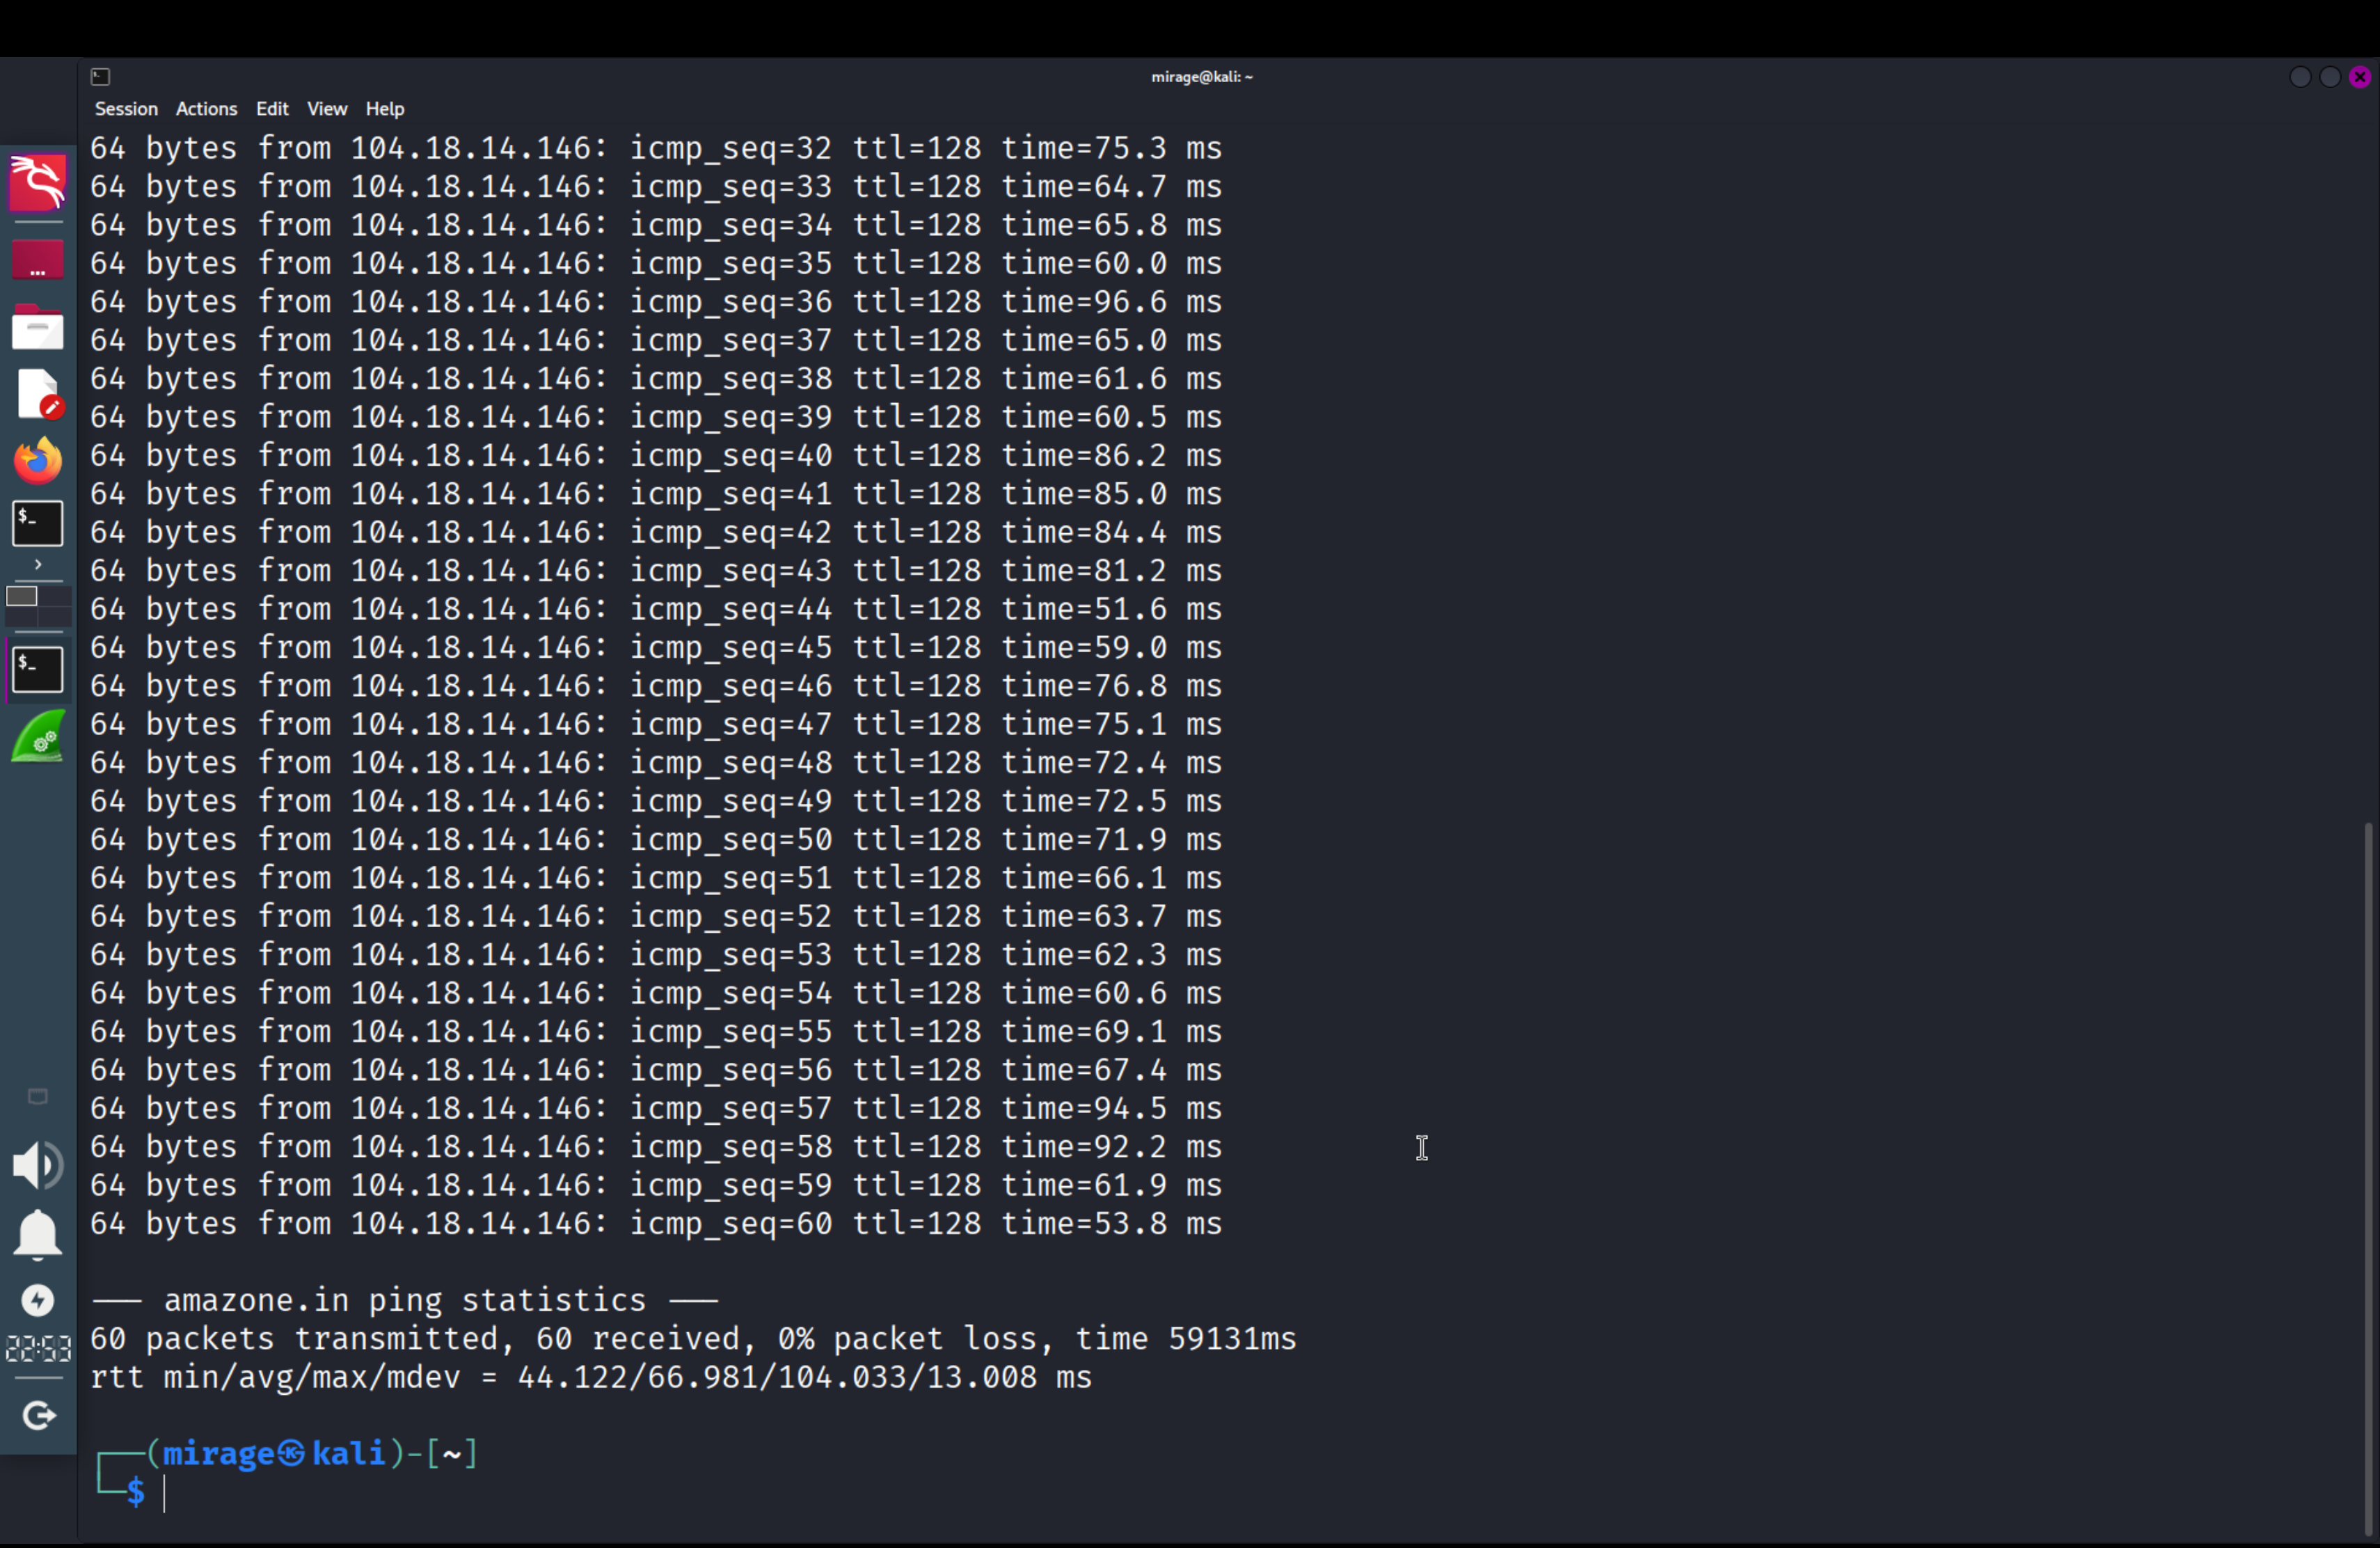 mirage@kali: ~
Session Actions Edit View Help
64 bytes from 104.18.14.146: icmp_seq=32 ttl=128 time=75.3 ms
64 bytes from 104.18.14.146: icmp_seq=33 ttl=128 time=64.7 ms
64 bytes from 104.18.14.146: icmp_seq=34 ttl=128 time=65.8 ms
64 bytes from 104.18.14.146: icmp_seq=35 ttl=128 time=60.0 ms
64 bytes from 104.18.14.146: icmp_seq=36 ttl=128 time=96.6 ms
64 bytes from 104.18.14.146: icmp_seq=37 ttl=128 time=65.0 ms
64 bytes from 104.18.14.146: icmp_seq=38 ttl=128 time=61.6 ms
64 bytes from 104.18.14.146: icmp_seq=39 ttl=128 time=60.5 ms
64 bytes from 104.18.14.146: icmp_seq=40 ttl=128 time=86.2 ms
64 bytes from 104.18.14.146: icmp_seq=41 ttl=128 time=85.0 ms
64 bytes from 104.18.14.146: icmp_seq=42 ttl=128 time=84.4 ms
64 bytes from 104.18.14.146: icmp_seq=43 ttl=128 time=81.2 ms
64 bytes from 104.18.14.146: icmp_seq=44 ttl=128 time=51.6 ms
64 bytes from 104.18.14.146: icmp_seq=45 ttl=128 time=59.0 ms
64 bytes from 104.18.14.146: icmp_seq=46 ttl=128 time=76.8 ms
64 bytes from 104.18.14.146: icmp_seq=47 ttl=128 time=75.1 ms
64 bytes from 104.18.14.146: icmp_seq=48 ttl=128 time=72.4 ms
64 bytes from 104.18.14.146: icmp_seq=49 ttl=128 time=72.5 ms
64 bytes from 104.18.14.146: icmp_seq=50 ttl=128 time=71.9 ms
64 bytes from 104.18.14.146: icmp_seq=51 ttl=128 time=66.1 ms
64 bytes from 104.18.14.146: icmp_seq=52 ttl=128 time=63.7 ms
64 bytes from 104.18.14.146: icmp_seq=53 ttl=128 time=62.3 ms
64 bytes from 104.18.14.146: icmp_seq=54 ttl=128 time=60.6 ms
64 bytes from 104.18.14.146: icmp_seq=55 ttl=128 time=69.1 ms
64 bytes from 104.18.14.146: icmp_seq=56 ttl=128 time=67.4 ms
64 bytes from 104.18.14.146: icmp_seq=57 ttl=128 time=94.5 ms
64 bytes from 104.18.14.146: icmp_seq=58 ttl=128 time=92.2 ms
64 bytes from 104.18.14.146: icmp_seq=59 ttl=128 time=61.9 ms
64 bytes from 104.18.14.146: icmp_seq=60 ttl=128 time=53.8 ms
--- amazone.in ping statistics ---
60 packets transmitted, 60 received, 0% packet loss, time 59131ms
rtt min/avg/max/mdev = 44.122/66.981/104.033/13.008 ms
┌──(mirage㉿kali)-[~]
└─$